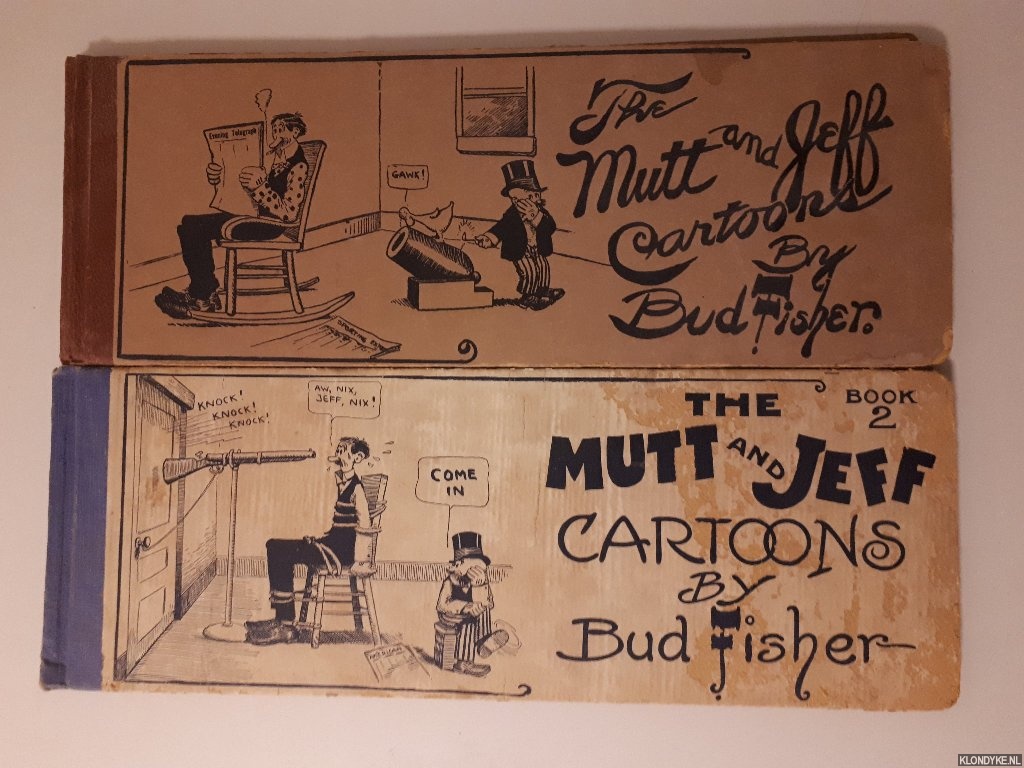 Evening Telegraph
GAWK!
The
Mutt and Jeff
Cartoons
By
Bud Fisher.
KNOCK!
KNOCK!
KNOCK!
AW, NIX,
JEFF, NIX!
COME
IN
THE
BOOK
2
MUTT AND JEFF
CARTOONS
BY
Bud Fisher
KLONDYKE.NL